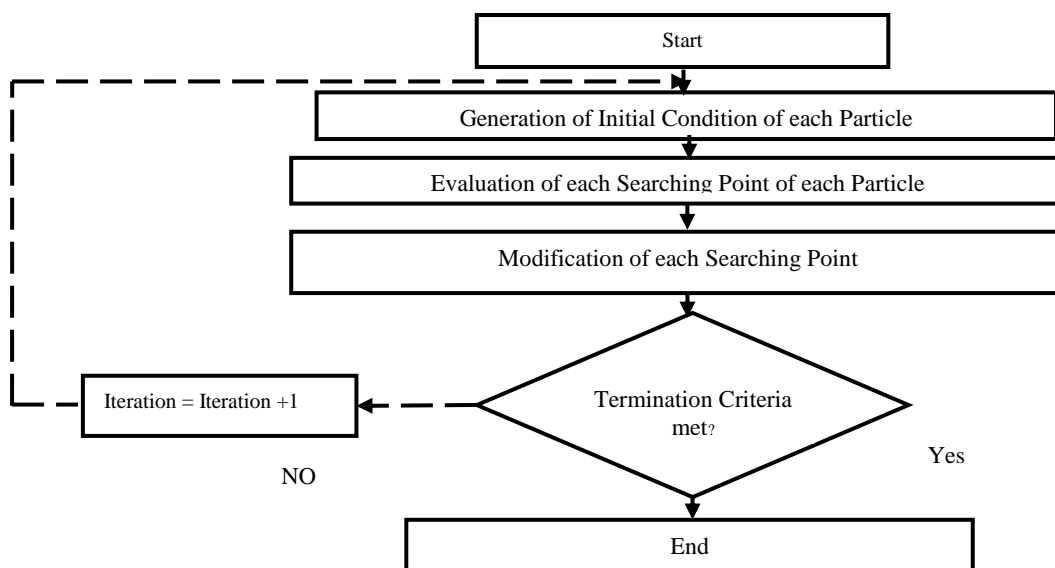 Start
Generation of Initial Condition of each Particle
Evaluation of each Searching Point of each Particle
Modification of each Searching Point
Iteration = Iteration +1
Termination Criteria
met?
Yes
NO
End